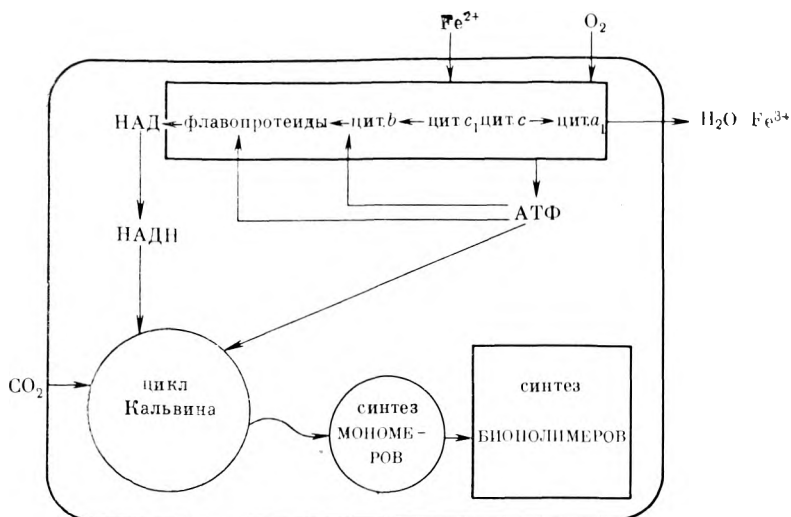 Fe²⁺ O₂
НАД флавопротеиды цит. b цит c₁ цит. c цит. a₁ H₂O Fe³⁺
АТФ
НАДН
CO₂
цикл
Кальвина
синтез
МОНОМЕ-
РОВ
синтез
БИОПОЛИМЕРОВ